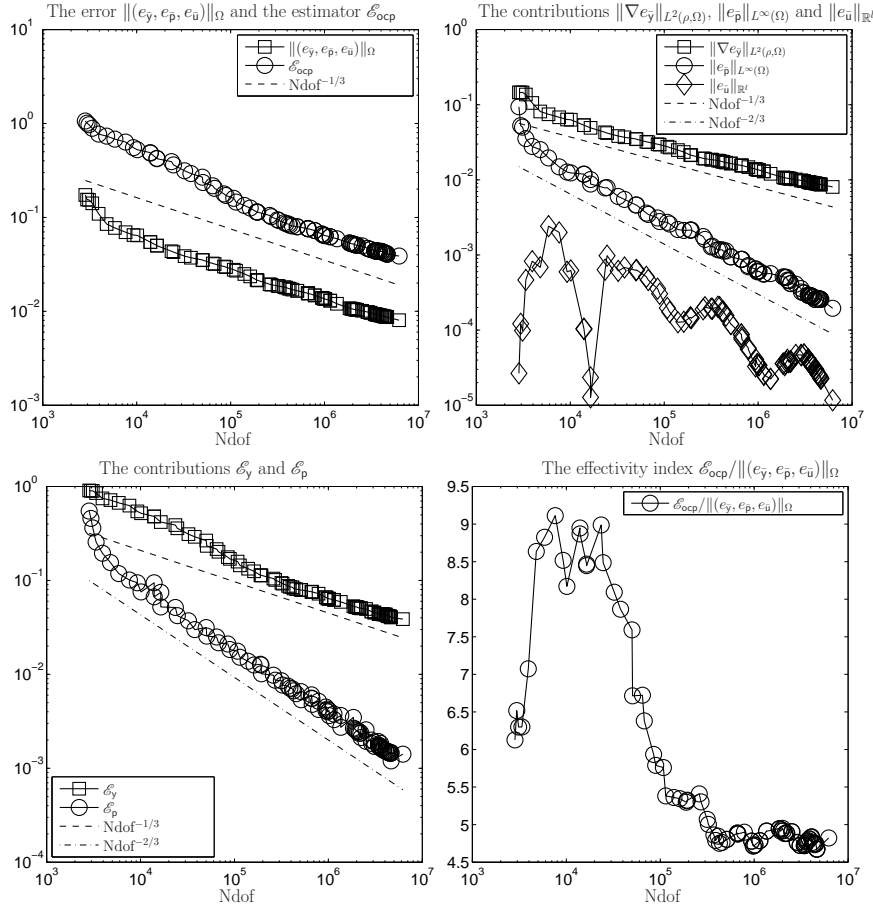 The error ‖(e_ȳ, e_p̄, e_ū)‖_Ω and the estimator ℰ_ocp
‖(e_ȳ, e_p̄, e_ū)‖_Ω
ℰ_ocp
Ndof^{-1/3}
10^1
10^0
10^{-1}
10^{-2}
10^{-3}
10^3 10^4 10^5 10^6 10^7
Ndof
The contributions ‖∇e_ȳ‖_{L²(ρ,Ω)}, ‖e_p̄‖_{L^∞(Ω)} and ‖e_ū‖_{ℝ^l}
‖∇e_ȳ‖_{L²(ρ,Ω)}
‖e_p̄‖_{L^∞(Ω)}
‖e_ū‖_{ℝ^l}
Ndof^{-1/3}
Ndof^{-2/3}
10^0
10^{-1}
10^{-2}
10^{-3}
10^{-4}
10^{-5}
10^3 10^4 10^5 10^6 10^7
Ndof
The contributions ℰ_y and ℰ_p
10^0
10^{-1}
10^{-2}
10^{-3}
10^{-4}
ℰ_y
ℰ_p
Ndof^{-1/3}
Ndof^{-2/3}
10^3 10^4 10^5 10^6 10^7
Ndof
The effectivity index ℰ_ocp/‖(e_ȳ, e_p̄, e_ū)‖_Ω
ℰ_ocp/‖(e_ȳ, e_p̄, e_ū)‖_Ω
9.5
9
8.5
8
7.5
7
6.5
6
5.5
5
4.5
10^3 10^4 10^5 10^6 10^7
Ndof